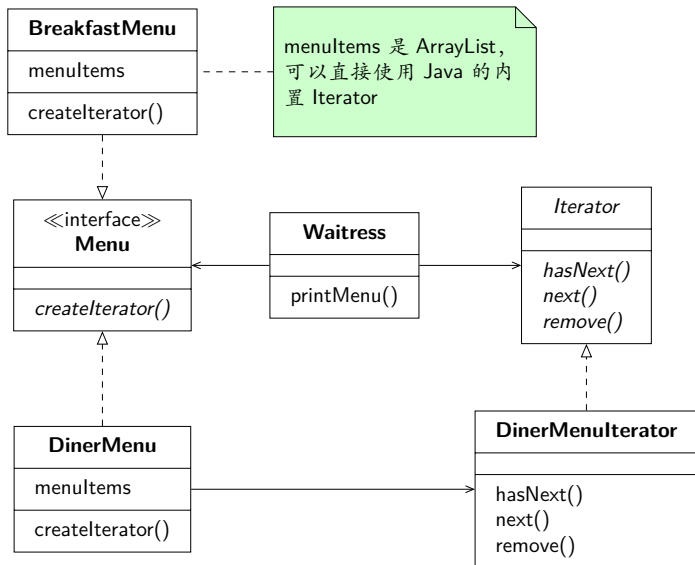 BreakfastMenu
menuItems
createIterator()
menuItems 是 ArrayList，
可以直接使用 Java 的内
置 Iterator
≪interface≫
Menu
createIterator()
Waitress
printMenu()
Iterator
hasNext()
next()
remove()
DinerMenu
menuItems
createIterator()
DinerMenuIterator
hasNext()
next()
remove()